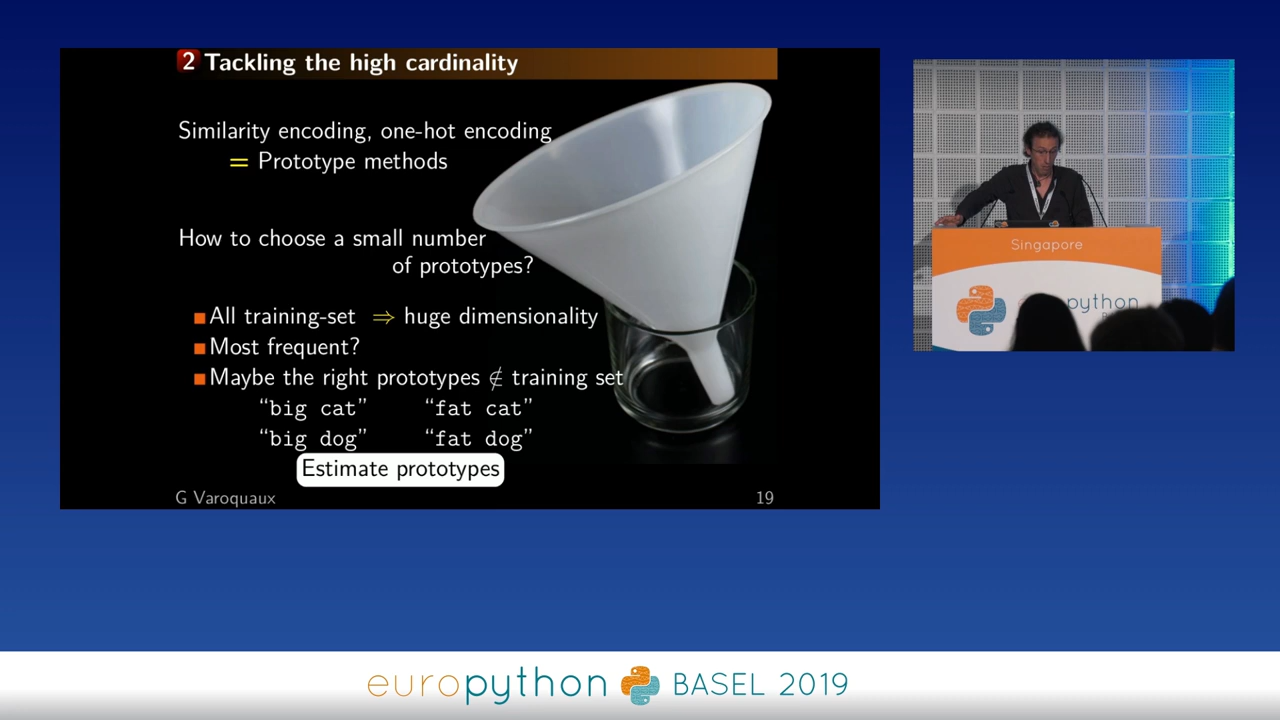 2 Tackling the high cardinality
Similarity encoding, one-hot encoding
= Prototype methods
How to choose a small number
of prototypes?
All training-set ⇒ huge dimensionality
Most frequent?
Maybe the right prototypes ∉ training set
“big cat” “fat cat”
“big dog” “fat dog”
Estimate prototypes
G Varoquaux 19
Singapore
python
europython BASEL 2019